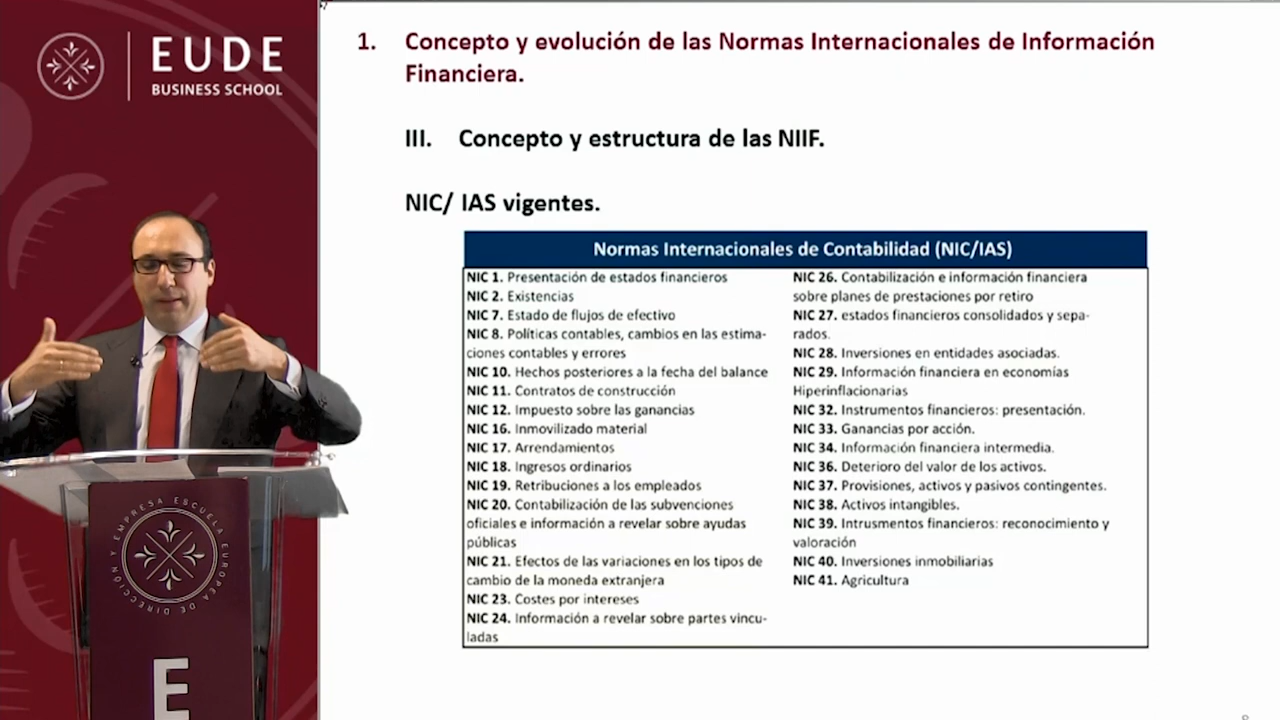 EUDE
BUSINESS SCHOOL
1. Concepto y evolución de las Normas Internacionales de Información
Financiera.
III. Concepto y estructura de las NIIF.
NIC/ IAS vigentes.
Normas Internacionales de Contabilidad (NIC/IAS)
NIC 1. Presentación de estados financieros
NIC 2. Existencias
NIC 7. Estado de flujos de efectivo
NIC 8. Políticas contables, cambios en las estima-
ciones contables y errores
NIC 10. Hechos posteriores a la fecha del balance
NIC 11. Contratos de construcción
NIC 12. Impuesto sobre las ganancias
NIC 16. Inmovilizado material
NIC 17. Arrendamientos
NIC 18. Ingresos ordinarios
NIC 19. Retribuciones a los empleados
NIC 20. Contabilización de las subvenciones
oficiales e información a revelar sobre ayudas
públicas
NIC 21. Efectos de las variaciones en los tipos de
cambio de la moneda extranjera
NIC 23. Costes por intereses
NIC 24. Información a revelar sobre partes vincu-
ladas
NIC 26. Contabilización e información financiera
sobre planes de prestaciones por retiro
NIC 27. estados financieros consolidados y sepa-
rados.
NIC 28. Inversiones en entidades asociadas.
NIC 29. Información financiera en economías
Hiperinflacionarias
NIC 32. Instrumentos financieros: presentación.
NIC 33. Ganancias por acción.
NIC 34. Información financiera intermedia.
NIC 36. Deterioro del valor de los activos.
NIC 37. Provisiones, activos y pasivos contingentes.
NIC 38. Activos intangibles.
NIC 39. Intrusmentos financieros: reconocimiento y
valoración
NIC 40. Inversiones inmobiliarias
NIC 41. Agricultura
ESCUELA EUROPEA DE DIRECCIÓN Y EMPRESA
E